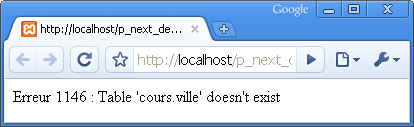 Google
http://localhost/p_next_de...
http://localhost/p_next_c
Erreur 1146 : Table 'cours.ville' doesn't exist